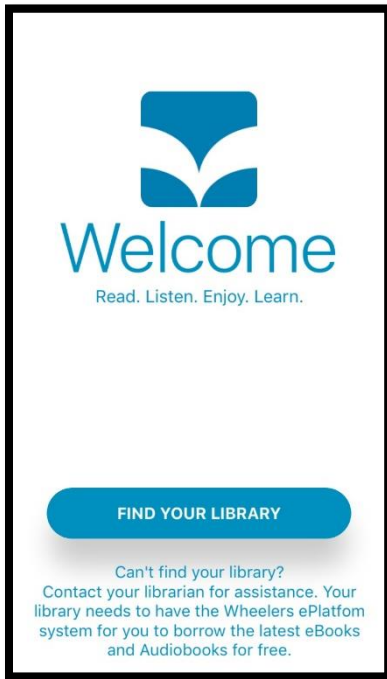 Welcome
Read. Listen. Enjoy. Learn.
FIND YOUR LIBRARY
Can't find your library?
Contact your librarian for assistance. Your
library needs to have the Wheelers ePlatfom
system for you to borrow the latest eBooks
and Audiobooks for free.